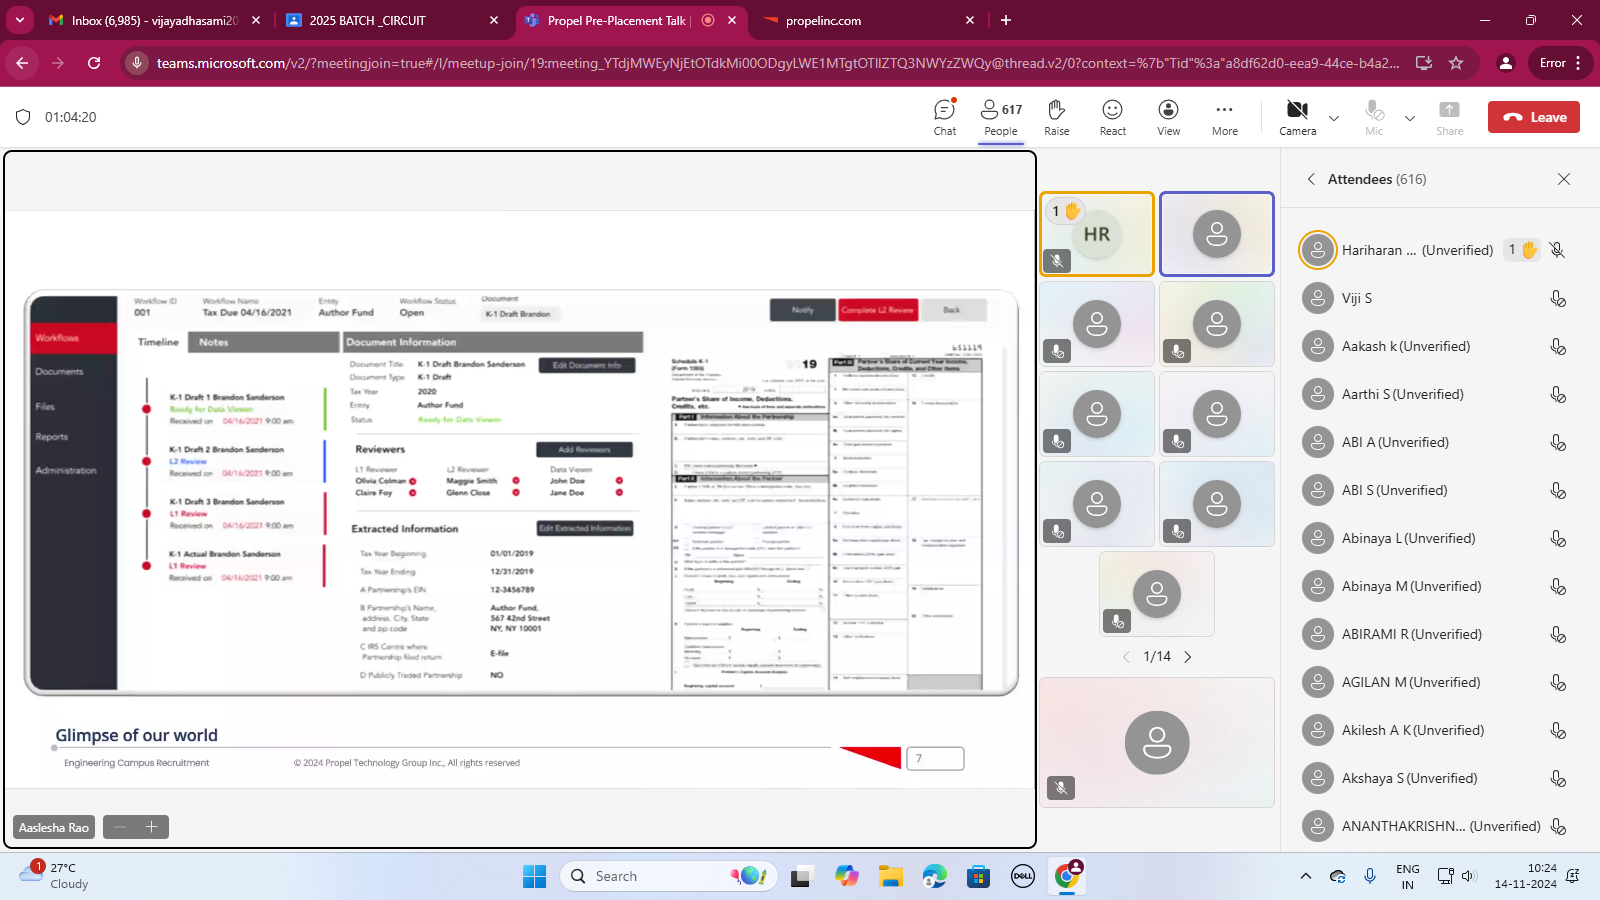 Inbox (6,985) - vijayadhasami20
2025 BATCH _CIRCUIT
Propel Pre-Placement Talk |
propelinc.com
teams.microsoft.com/v2/?meetingjoin=true#/l/meetup-join/19:meeting_YTdjMWEyNjEtOTdkMi00ODgyLWE1MTgtOTllZTQ3NWYzZWQy@thread.v2/0?context=%7b"Tid"%3a"a8df62d0-eea9-44ce-b4a2...
Error
01:04:20
Chat
617
People
Raise
React
View
More
Camera
Mic
Share
Leave
Workflow ID
001
Workflow Name
Tax Due 04/16/2021
Entity
Author Fund
Workflow Status
Open
Document
K-1 Draft Brandon
Notify
Complete L2 Review
Back
Workflows
Documents
Files
Reports
Administration
Timeline
Notes
K-1 Draft 1 Brandon Sanderson
Ready for Data Viewer
Received on 04/16/2021 9:00 am
K-1 Draft 2 Brandon Sanderson
L2 Review
Received on 04/16/2021 9:00 am
K-1 Draft 3 Brandon Sanderson
L1 Review
Received on 04/16/2021 9:00 am
K-1 Actual Brandon Sanderson
L1 Review
Received on 04/16/2021 9:00 am
Document Information
Document Title K-1 Draft Brandon Sanderson
Edit Document Info
Document Type K-1 Draft
Tax Year 2020
Entity Author Fund
Status Ready for Data Viewer
Reviewers
Add Reviewers
L1 Reviewer L2 Reviewer Data Viewer
Olivia Colman Maggie Smith John Doe
Claire Foy Glenn Close Jane Doe
Extracted Information
Edit Extracted Information
Tax Year Beginning 01/01/2019
Tax Year Ending 12/31/2019
A Partnership's EIN 12-3456789
B Partnership's Name, address, City, State and zip code
Author Fund,
567 42nd Street
NY, NY 10001
C IRS Centre where Partnership filed return
E-file
D Publicly Traded Partnership NO
651119
Schedule K-1
(Form 1065)
19
Partner's Share of Income, Deductions,
Credits, etc.
Part I Information About the Partnership
Part II Information About the Partner
Part III Partner's Share of Current Year Income,
Deductions, Credits, and Other Items
Glimpse of our world
Engineering Campus Recruitment
© 2024 Propel Technology Group Inc., All rights reserved
7
Aaslesha Rao
1
HR
1/14
Attendees (616)
Hariharan ... (Unverified) 1
Viji S
Aakash k (Unverified)
Aarthi S (Unverified)
ABI A (Unverified)
ABI S (Unverified)
Abinaya L (Unverified)
Abinaya M (Unverified)
ABIRAMI R (Unverified)
AGILAN M (Unverified)
Akilesh A K (Unverified)
Akshaya S (Unverified)
ANANTHAKRISHN... (Unverified)
1
27°C
Cloudy
Search
DELL
ENG
IN
10:24
14-11-2024